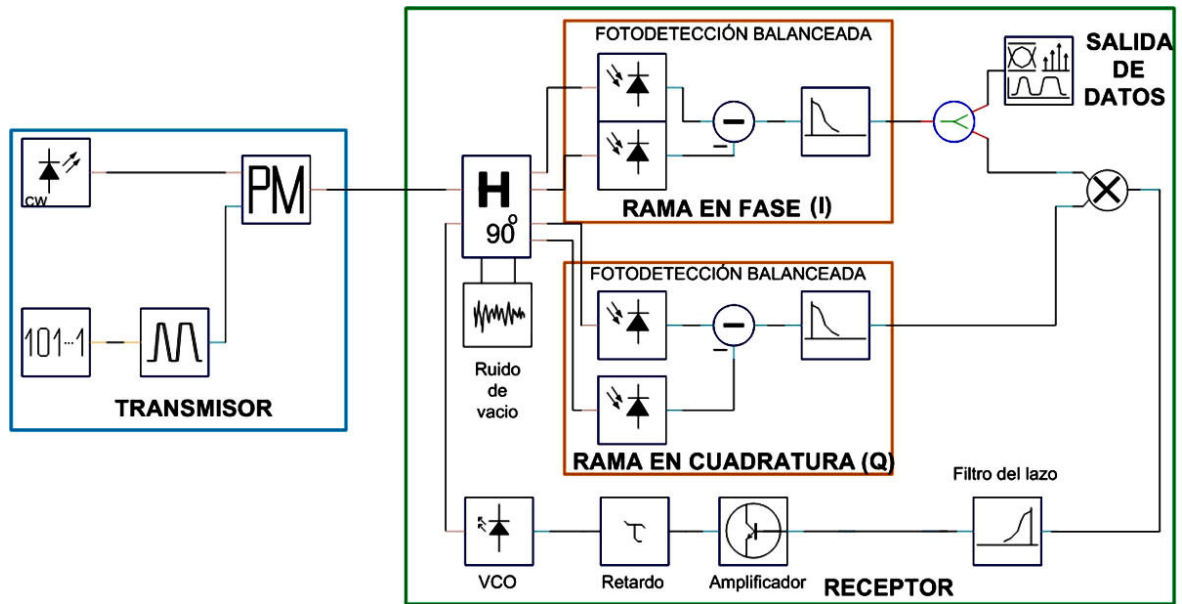 FOTODETECCIÓN BALANCEADA
SALIDA
DE
DATOS
CW
PM
H
90°
RAMA EN FASE (I)
FOTODETECCIÓN BALANCEADA
101...1
TRANSMISOR
Ruido
de
vacio
RAMA EN CUADRATURA (Q)
Filtro del lazo
τ
VCO
Retardo
Amplificador
RECEPTOR